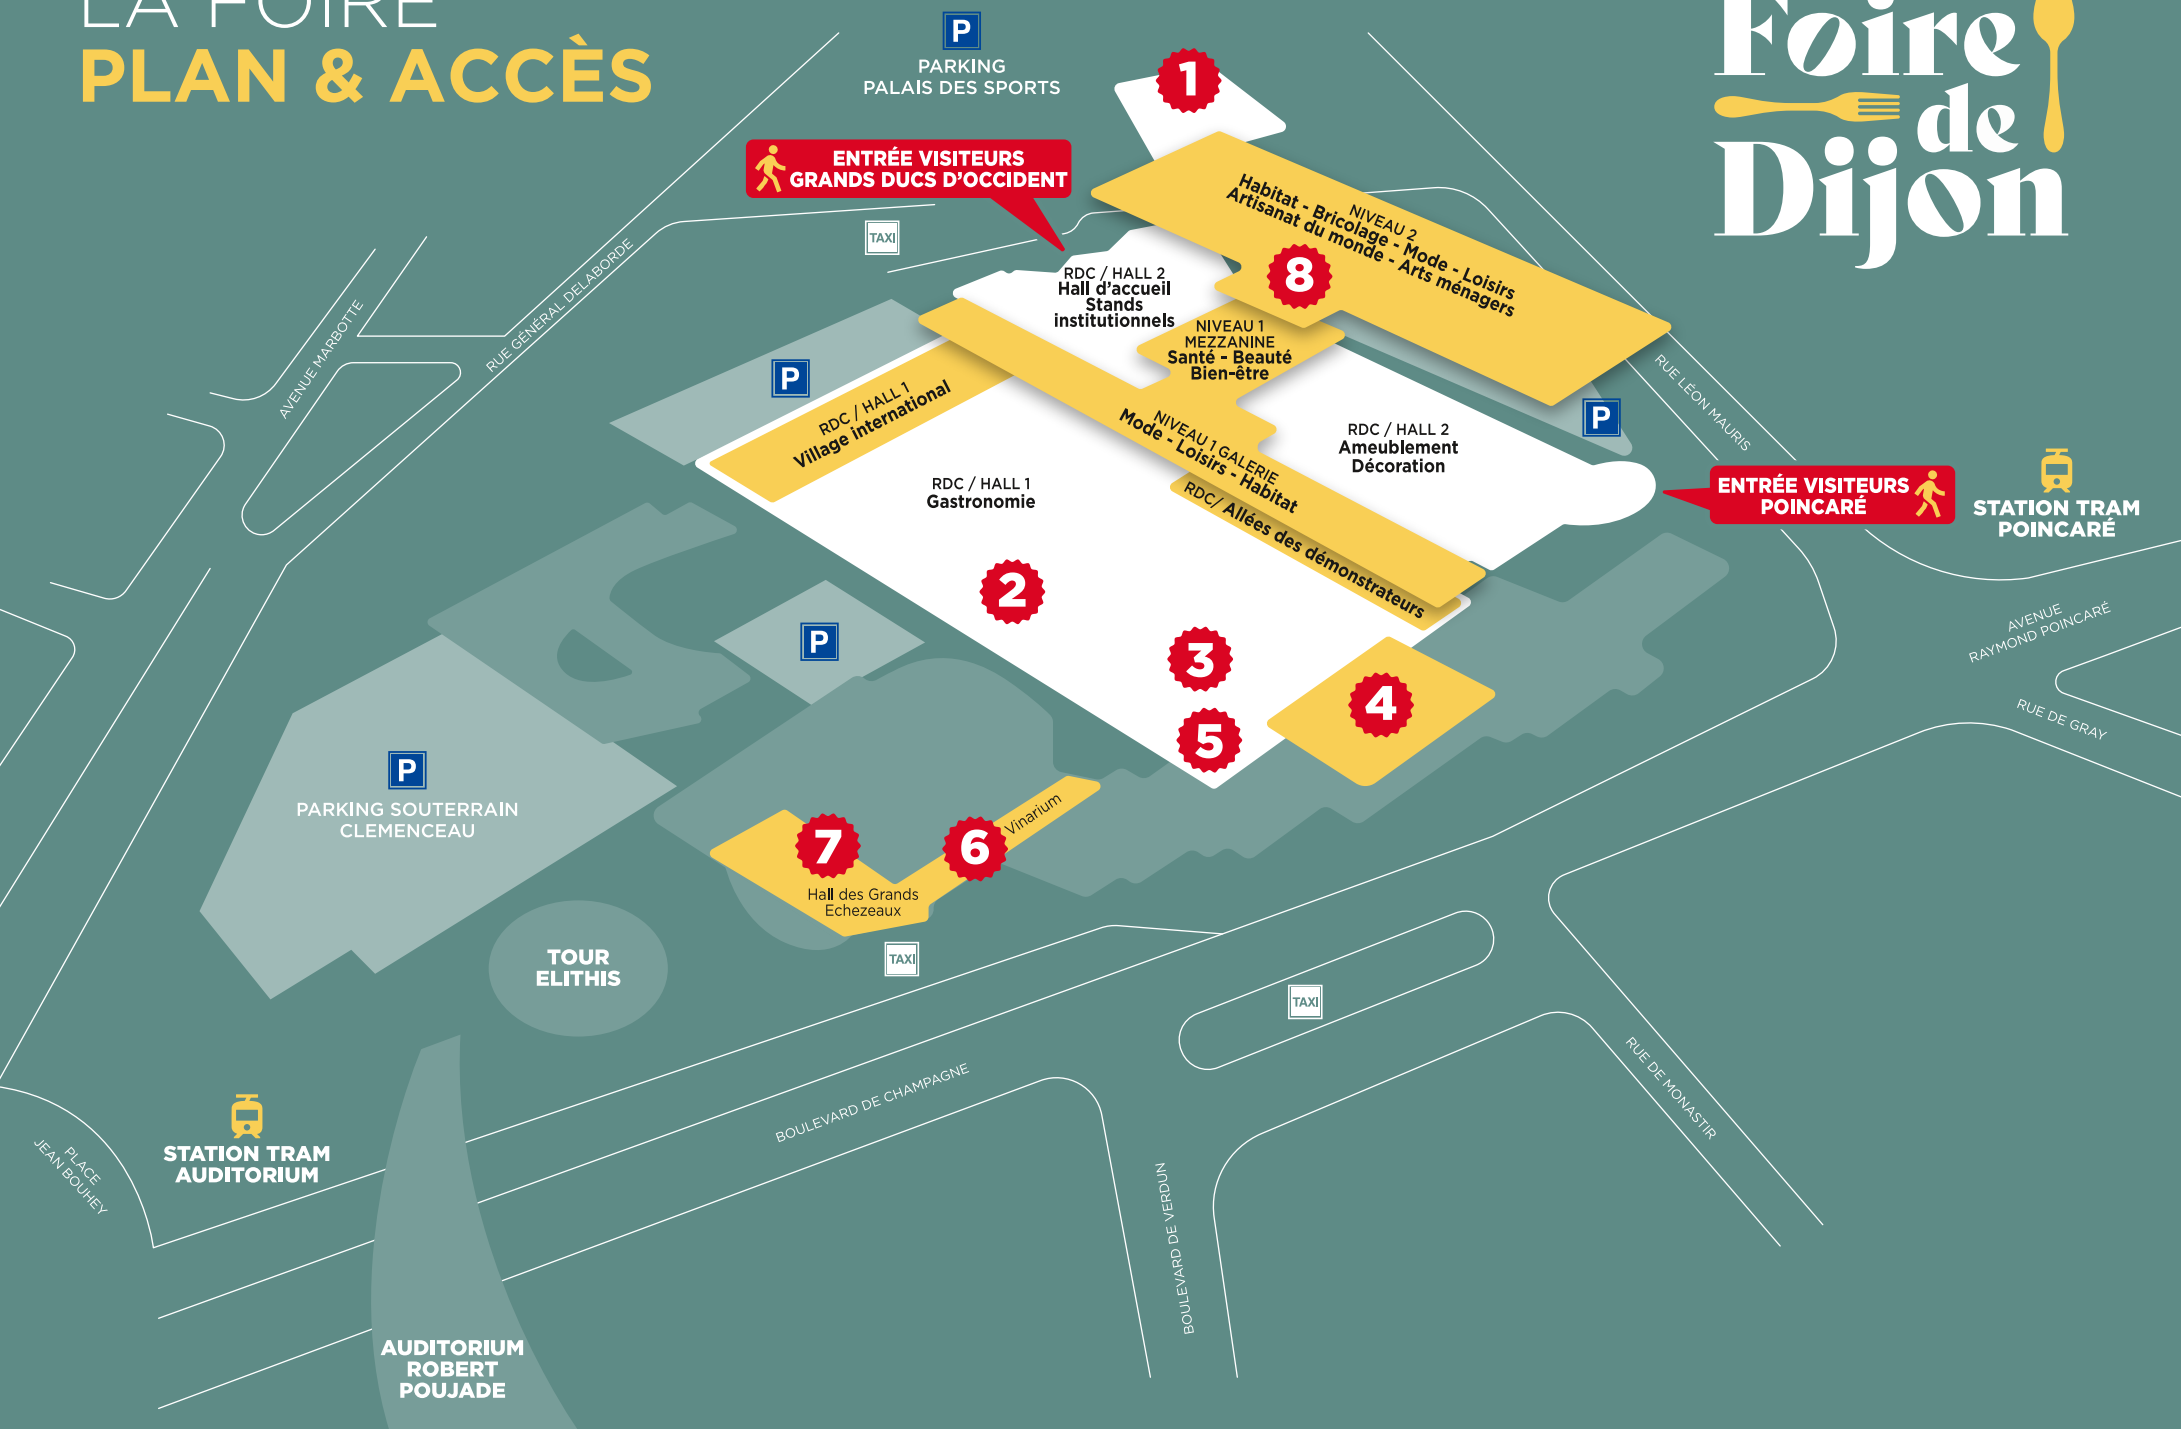 LA FOIRE
PLAN & ACCÈS
Foire
de
Dijon
P
PARKING
PALAIS DES SPORTS
1
ENTRÉE VISITEURS
GRANDS DUCS D'OCCIDENT
TAXI
NIVEAU 2
Habitat - Bricolage - Mode - Loisirs
Artisanat du monde - Arts ménagers
8
RDC / HALL 2
Hall d'accueil
Stands
institutionnels
NIVEAU 1
MEZZANINE
Santé - Beauté
Bien-être
AVENUE MARBOTTE
RUE GÉNÉRAL DELABORDE
P
RDC / HALL 1
Village international
NIVEAU 1 GALERIE
Mode - Loisirs - Habitat
RDC / HALL 2
Ameublement
Décoration
P
RUE LÉON MAURIS
RDC / HALL 1
Gastronomie
RDC/ Allées des démonstrateurs
ENTRÉE VISITEURS
POINCARÉ
STATION TRAM
POINCARÉ
2
3
4
5
P
AVENUE
RAYMOND POINCARÉ
RUE DE GRAY
P
PARKING SOUTERRAIN
CLEMENCEAU
7
6
Vinarium
Hall des Grands
Echezeaux
TOUR
ELITHIS
TAXI
TAXI
BOULEVARD DE CHAMPAGNE
RUE DE MONASTIR
PLACE
JEAN BOUHEY
STATION TRAM
AUDITORIUM
BOULEVARD DE VERDUN
AUDITORIUM
ROBERT
POUJADE